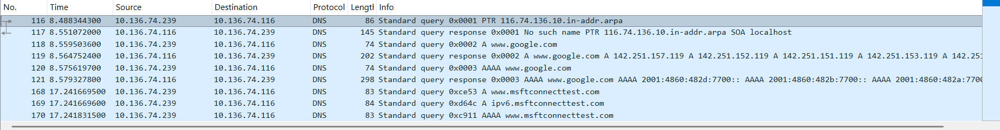 No. Time Source Destination Protocol Length Info
116 8.488344300 10.136.74.239 10.136.74.116 DNS 86 Standard query 0x0001 PTR 116.74.136.10.in-addr.arpa
117 8.551072000 10.136.74.116 10.136.74.239 DNS 145 Standard query response 0x0001 No such name PTR 116.74.136.10.in-addr.arpa SOA localhost
118 8.559503600 10.136.74.239 10.136.74.116 DNS 74 Standard query 0x0002 A www.google.com
119 8.564752400 10.136.74.116 10.136.74.239 DNS 202 Standard query response 0x0002 A www.google.com A 142.251.157.119 A 142.251.152.119 A 142.251.151.119 A 142.251.153.119 A 142.251
120 8.575619700 10.136.74.239 10.136.74.116 DNS 74 Standard query 0x0003 AAAA www.google.com
121 8.579327800 10.136.74.116 10.136.74.239 DNS 298 Standard query response 0x0003 AAAA www.google.com AAAA 2001:4860:482d:7700:: AAAA 2001:4860:482b:7700:: AAAA 2001:4860:482a:7700
168 17.241669500 10.136.74.239 10.136.74.116 DNS 83 Standard query 0xce53 A www.msftconnecttest.com
169 17.241669600 10.136.74.239 10.136.74.116 DNS 84 Standard query 0xd64c A ipv6.msftconnecttest.com
170 17.241831500 10.136.74.239 10.136.74.116 DNS 83 Standard query 0xc911 AAAA www.msftconnecttest.com